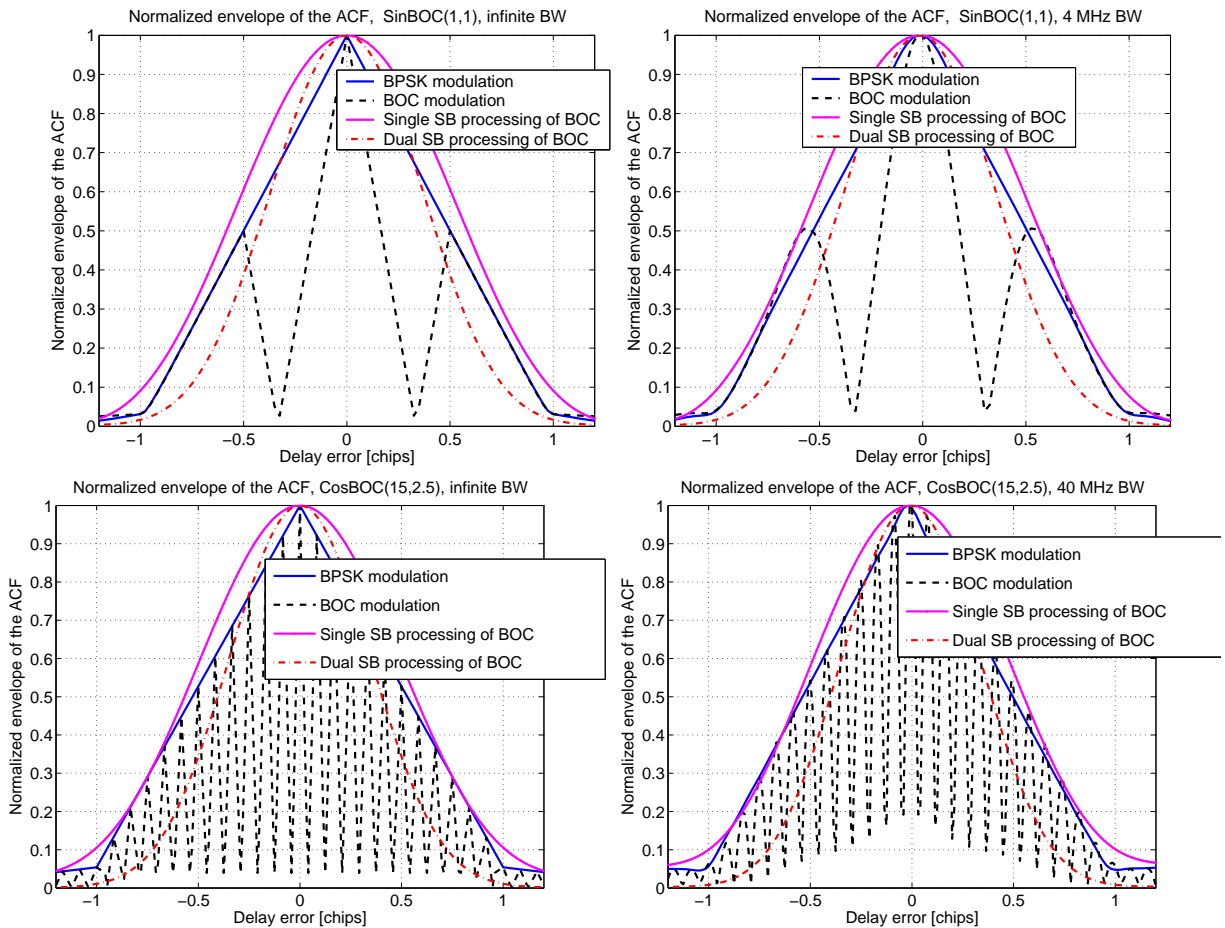 Normalized envelope of the ACF,  SinBOC(1,1), infinite BW
Normalized envelope of the ACF
1
0.9
0.8
0.7
0.6
0.5
0.4
0.3
0.2
0.1
0
BPSK modulation
BOC modulation
Single SB processing of BOC
Dual SB processing of BOC
−1
−0.5
0
0.5
1
Delay error [chips]
Normalized envelope of the ACF,  SinBOC(1,1), 4 MHz BW
Normalized envelope of the ACF
1
0.9
0.8
0.7
0.6
0.5
0.4
0.3
0.2
0.1
0
BPSK modulation
BOC modulation
Single SB processing of BOC
Dual SB processing of BOC
−1
−0.5
0
0.5
1
Delay error [chips]
Normalized envelope of the ACF, CosBOC(15,2.5), infinite BW
Normalized envelope of the ACF
1
0.9
0.8
0.7
0.6
0.5
0.4
0.3
0.2
0.1
0
BPSK modulation
BOC modulation
Single SB processing of BOC
Dual SB processing of BOC
−1
−0.5
0
0.5
1
Delay error [chips]
Normalized envelope of the ACF, CosBOC(15,2.5), 40 MHz BW
Normalized envelope of the ACF
1
0.9
0.8
0.7
0.6
0.5
0.4
0.3
0.2
0.1
0
BPSK modulation
BOC modulation
Single SB processing of BOC
Dual SB processing of BOC
−1
−0.5
0
0.5
1
Delay error [chips]